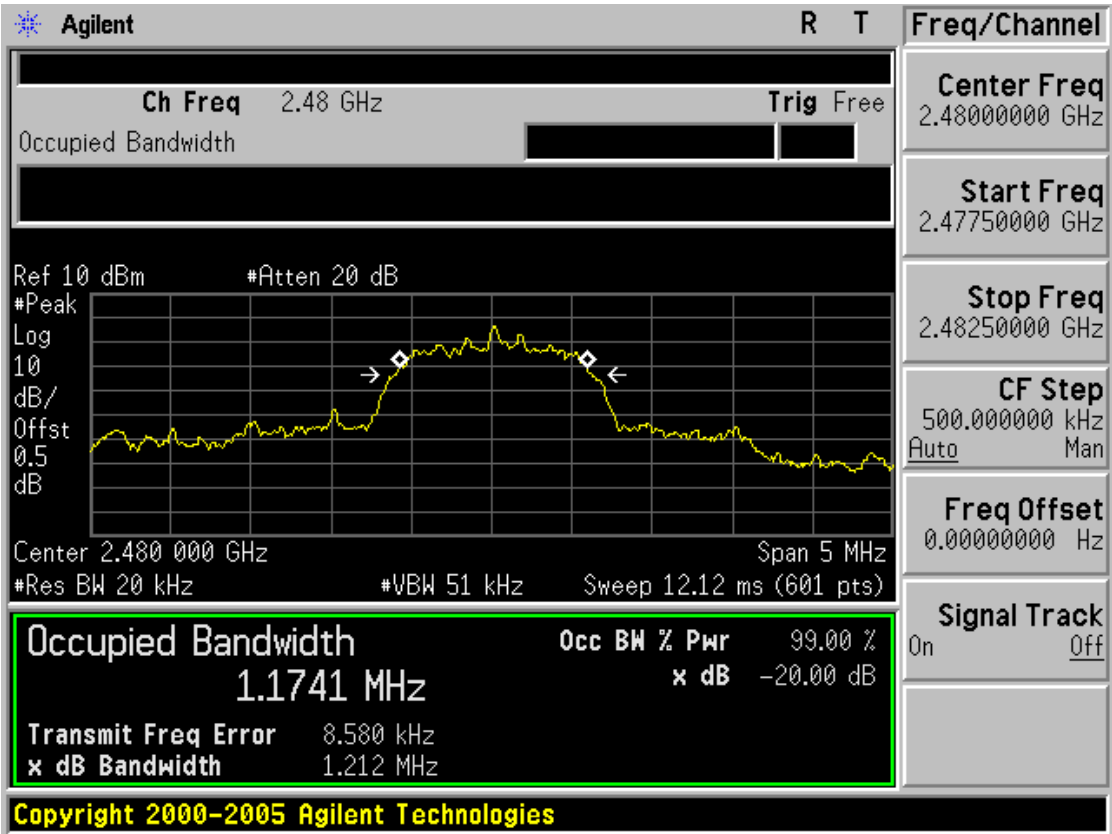 Agilent R T
Freq/Channel
Ch Freq 2.48 GHz Trig Free
Occupied Bandwidth
Center Freq
2.48000000 GHz
Start Freq
2.47750000 GHz
Stop Freq
2.48250000 GHz
CF Step
500.000000 kHz
Auto Man
Freq Offset
0.00000000 Hz
Signal Track
On Off
Ref 10 dBm #Atten 20 dB
#Peak
Log
10
dB/
Offst
0.5
dB
Center 2.480 000 GHz Span 5 MHz
#Res BW 20 kHz #VBW 51 kHz Sweep 12.12 ms (601 pts)
Occupied Bandwidth
1.1741 MHz
Occ BW % Pwr 99.00 %
x dB -20.00 dB
Transmit Freq Error 8.580 kHz
x dB Bandwidth 1.212 MHz
Copyright 2000-2005 Agilent Technologies